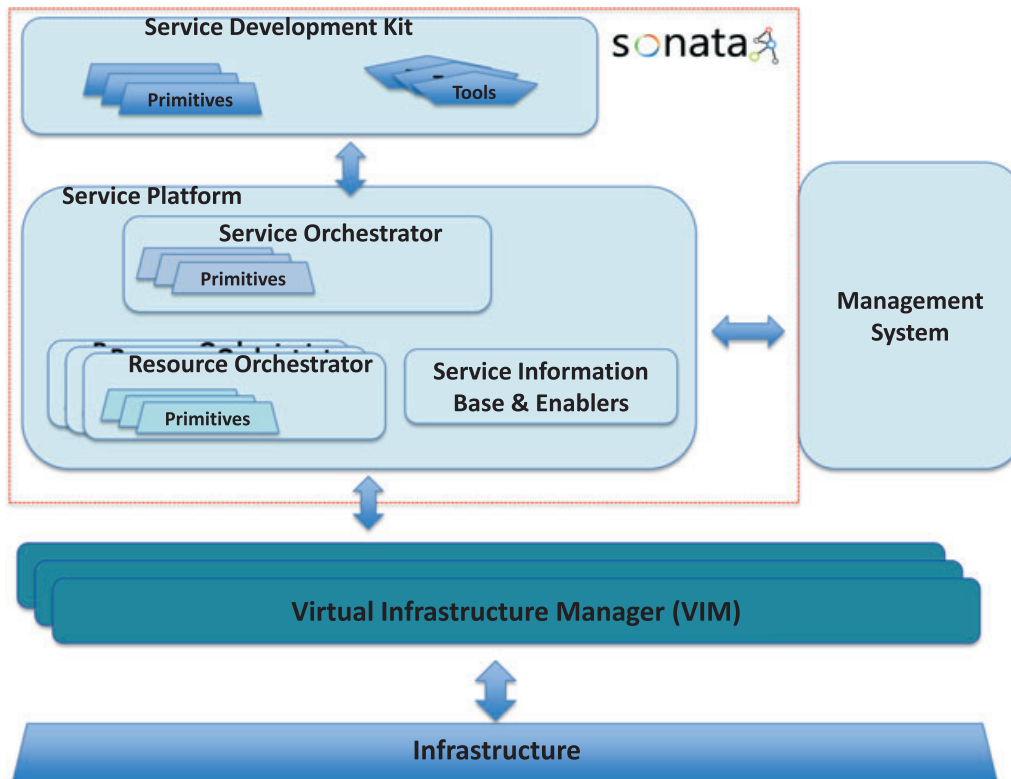 Service Development Kit
sonata
Primitives
Tools
Service Platform
Service Orchestrator
Primitives
Management
System
Resource Orchestrator
Primitives
Service Information
Base & Enablers
Virtual Infrastructure Manager (VIM)
Infrastructure